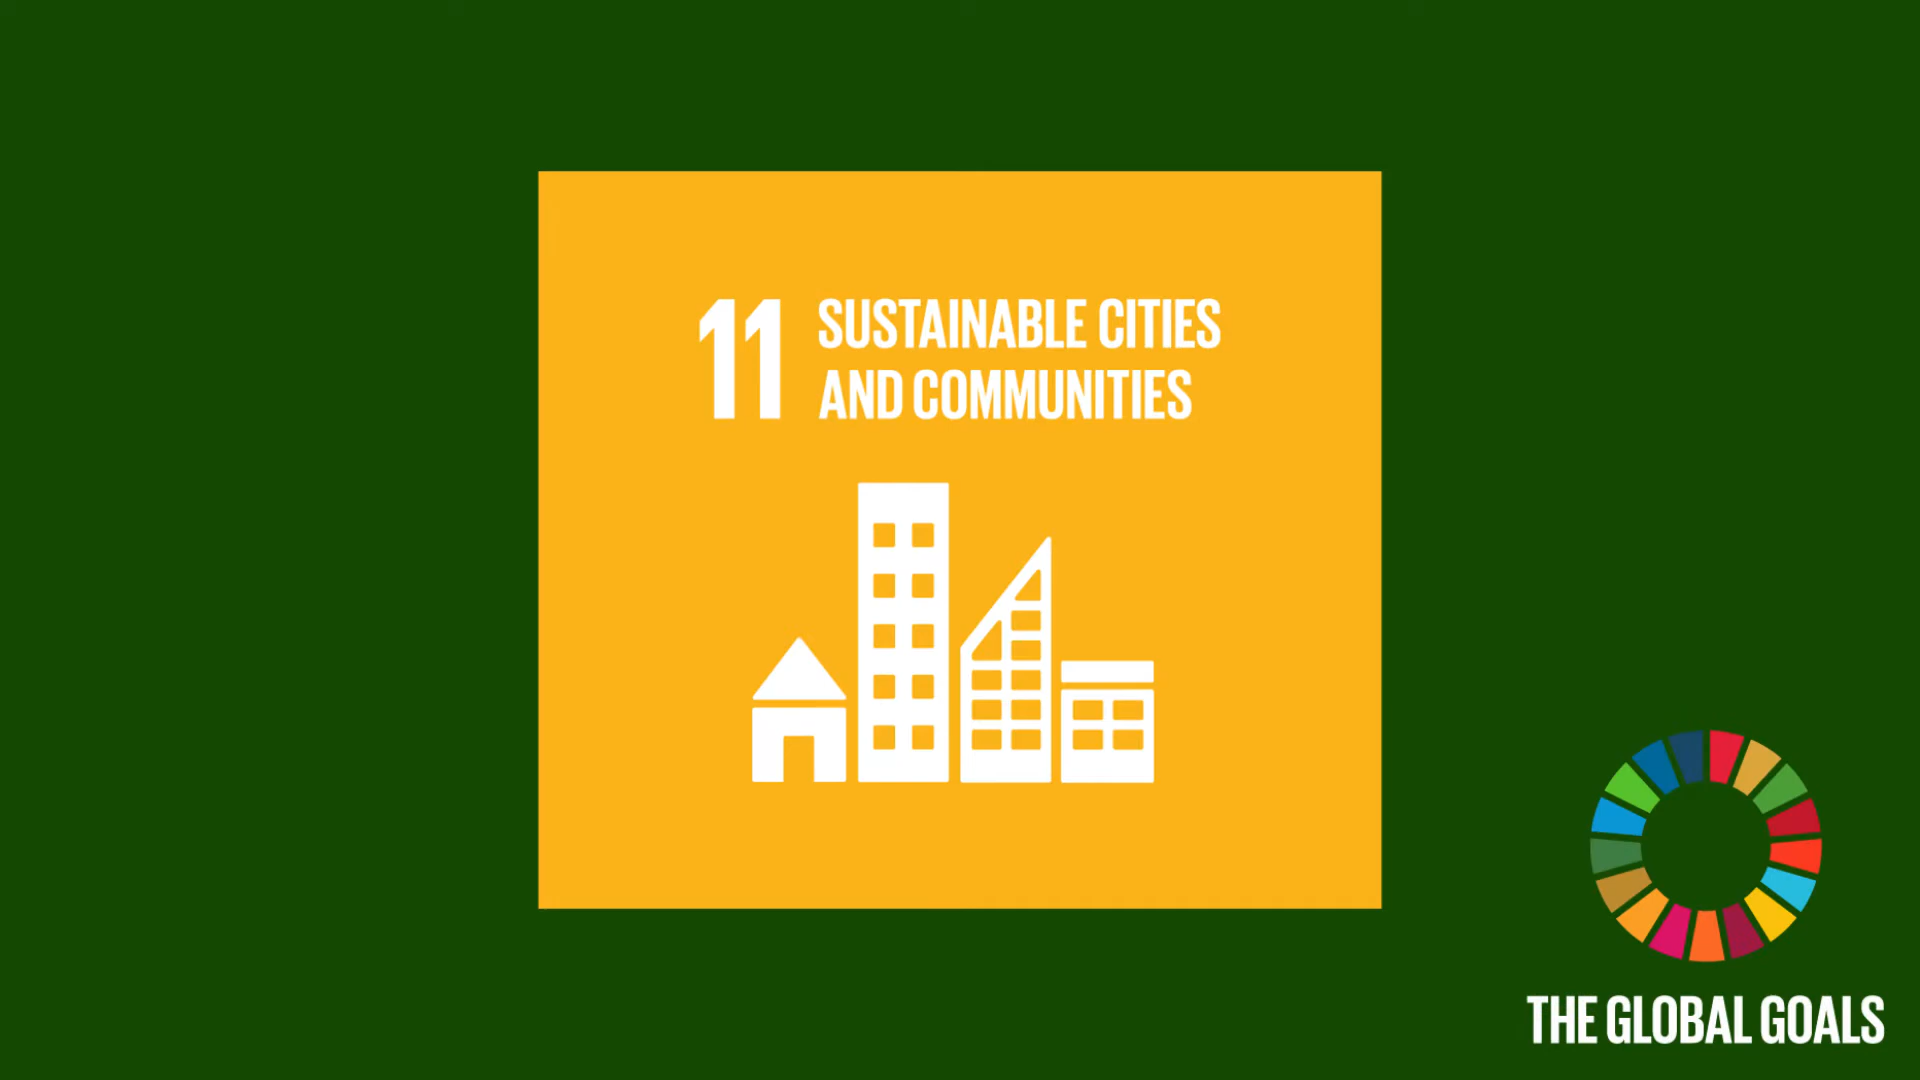 11 SUSTAINABLE CITIES
AND COMMUNITIES
THE GLOBAL GOALS